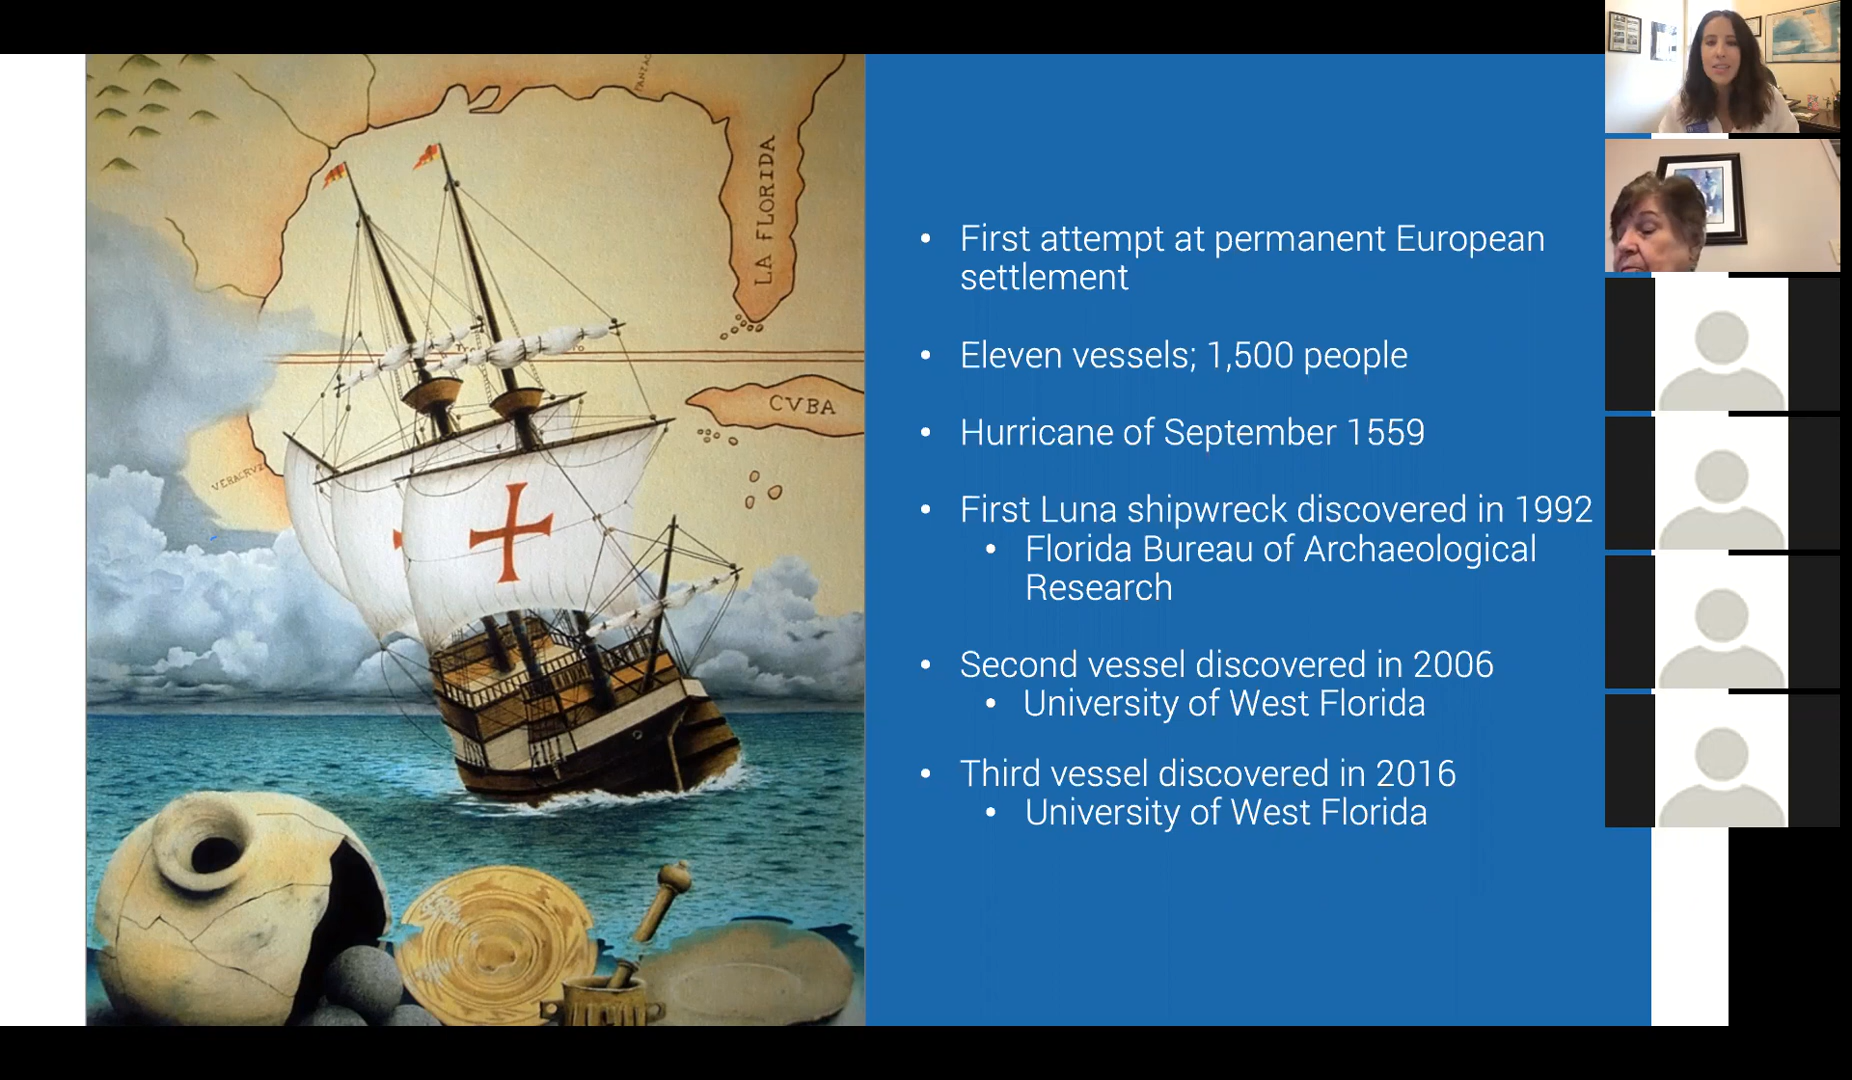 LA FLORIDA
CVBA
VERACRVZ
• First attempt at permanent European
settlement
• Eleven vessels; 1,500 people
• Hurricane of September 1559
• First Luna shipwreck discovered in 1992
• Florida Bureau of Archaeological
Research
• Second vessel discovered in 2006
• University of West Florida
• Third vessel discovered in 2016
• University of West Florida